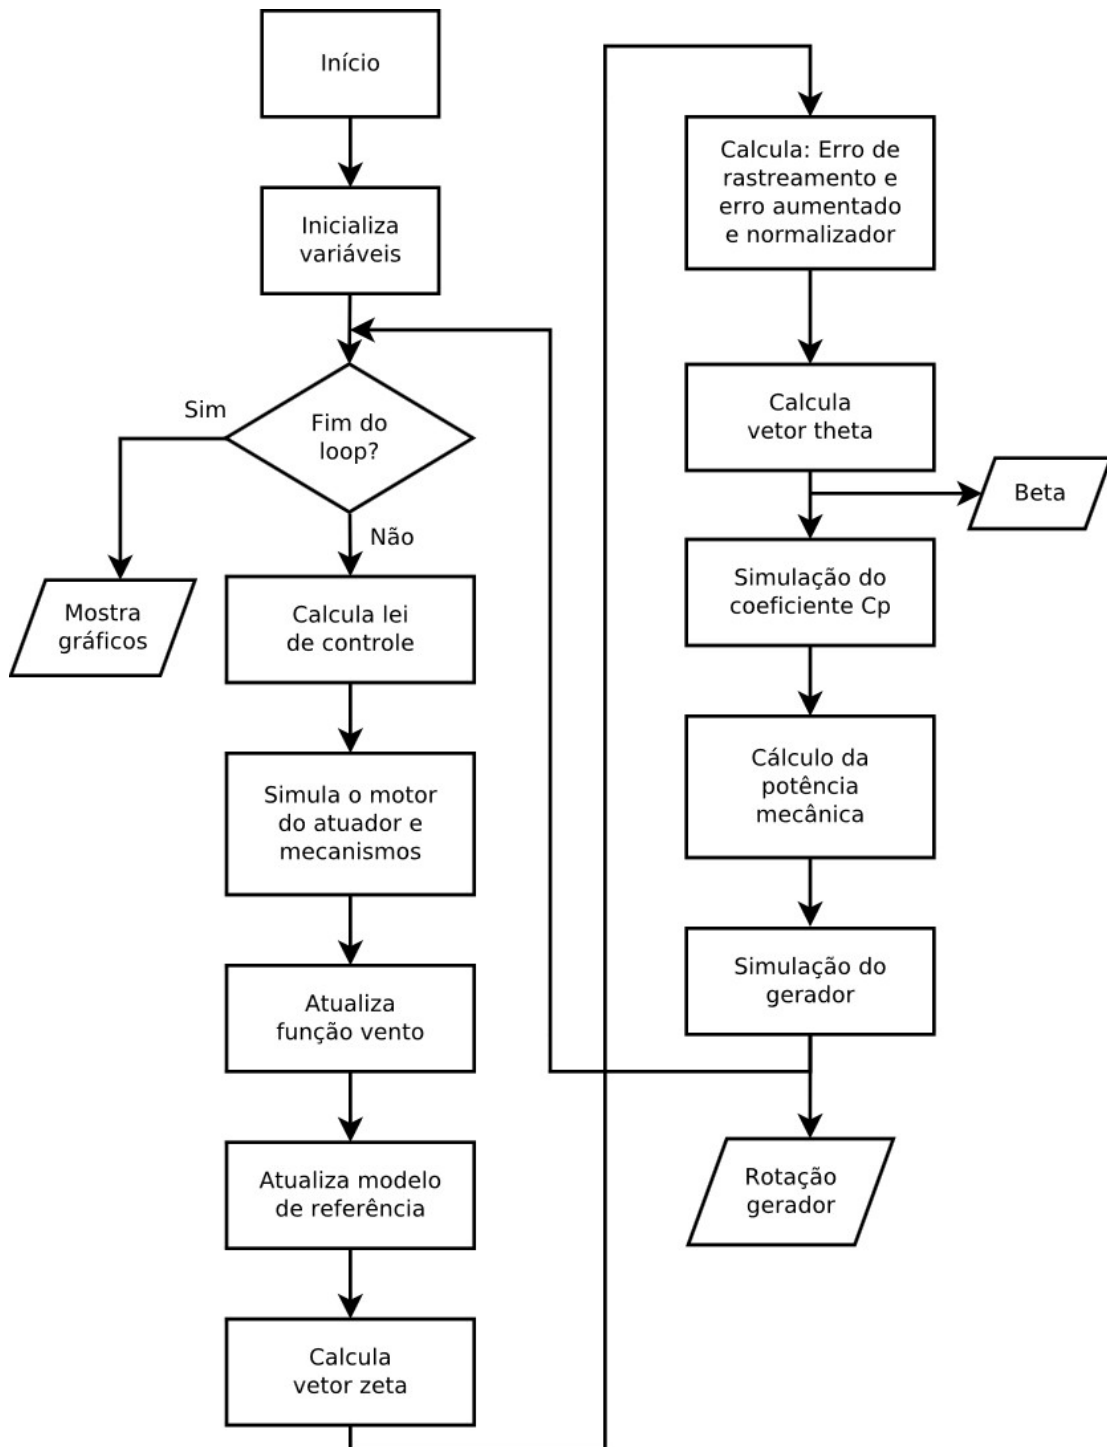 Início
Inicializa
variáveis
Sim
Fim do
loop?
Não
Mostra
gráficos
Calcula lei
de controle
Simula o motor
do atuador e
mecanismos
Atualiza
função vento
Atualiza modelo
de referência
Calcula
vetor zeta
Calcula: Erro de
rastreamento e
erro aumentado
e normalizador
Calcula
vetor theta
Beta
Simulação do
coeficiente Cp
Cálculo da
potência
mecânica
Simulação do
gerador
Rotação
gerador